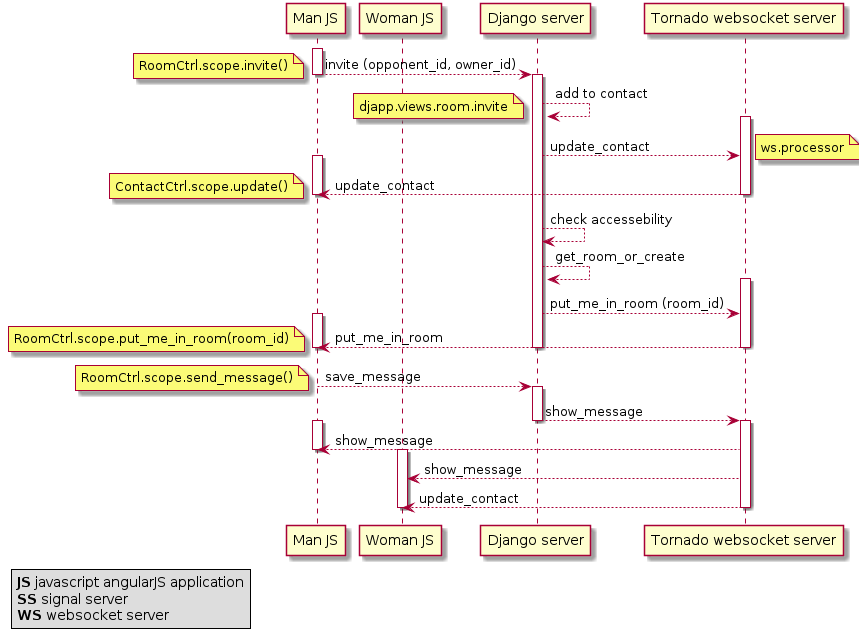 Man JS
Woman JS
Django server
Tornado websocket server
RoomCtrl.scope.invite()
invite (opponent_id, owner_id)
add to contact
djapp.views.room.invite
update_contact
ws.processor
ContactCtrl.scope.update()
update_contact
check accessebility
get_room_or_create
put_me_in_room (room_id)
RoomCtrl.scope.put_me_in_room(room_id)
put_me_in_room
RoomCtrl.scope.send_message()
save_message
show_message
show_message
show_message
update_contact
Man JS
Woman JS
Django server
Tornado websocket server
JS javascript angularJS application
SS signal server
WS websocket server